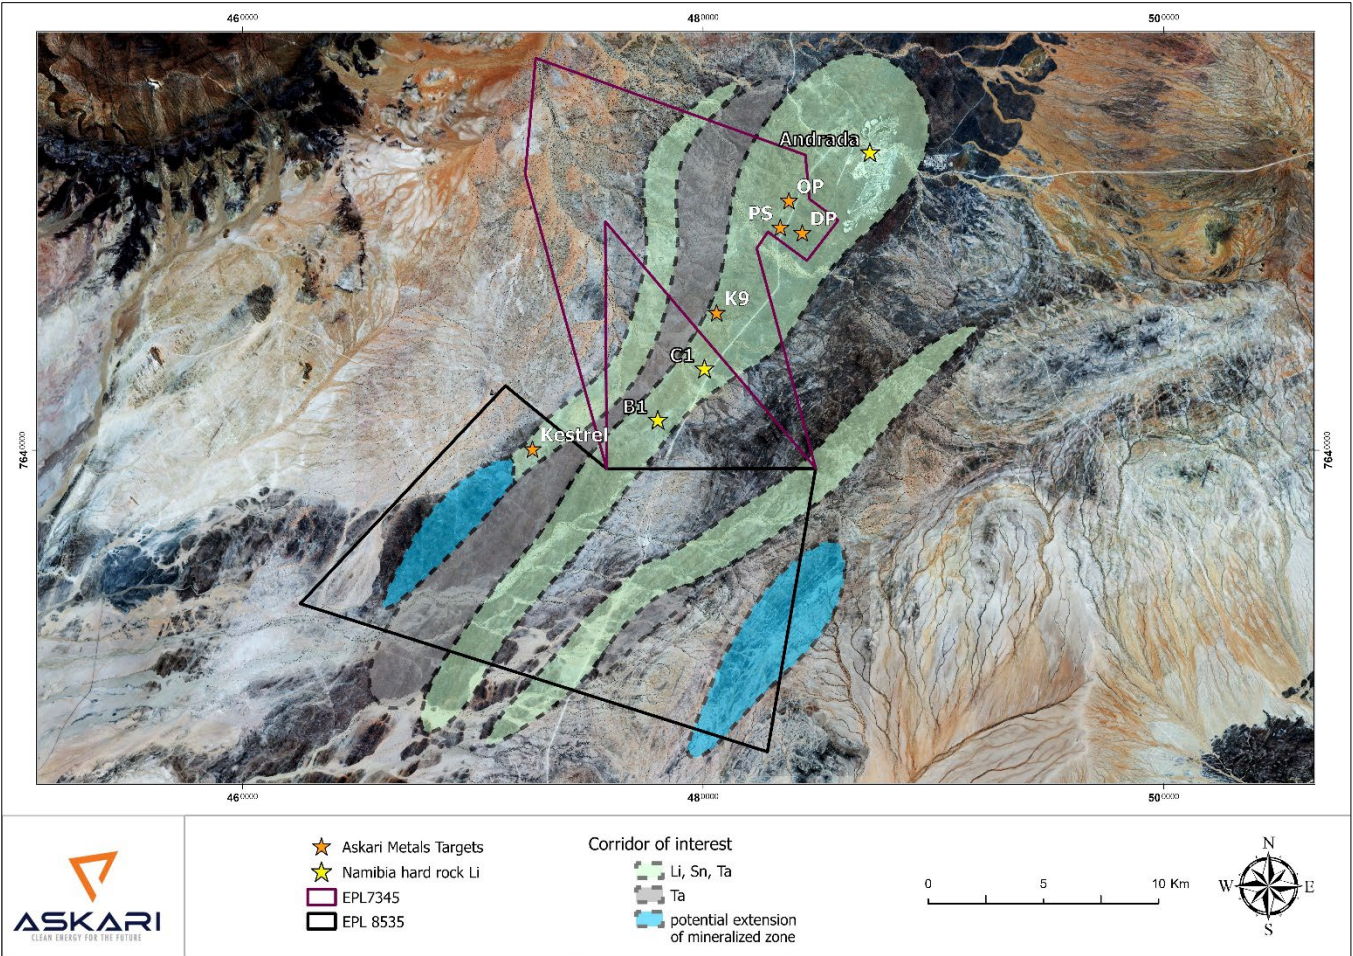 460000 480000 500000
Andrada
OP
PS DP
K9
C1
B1
Kestrel
7640000 7640000
460000 480000 500000
Askari Metals Targets
Namibia hard rock Li
EPL7345
EPL 8535
Corridor of interest
Li, Sn, Ta
Ta
potential extension
of mineralized zone
0 5 10 Km
N
W E
S
ASKARI
CLEAN ENERGY FOR THE FUTURE